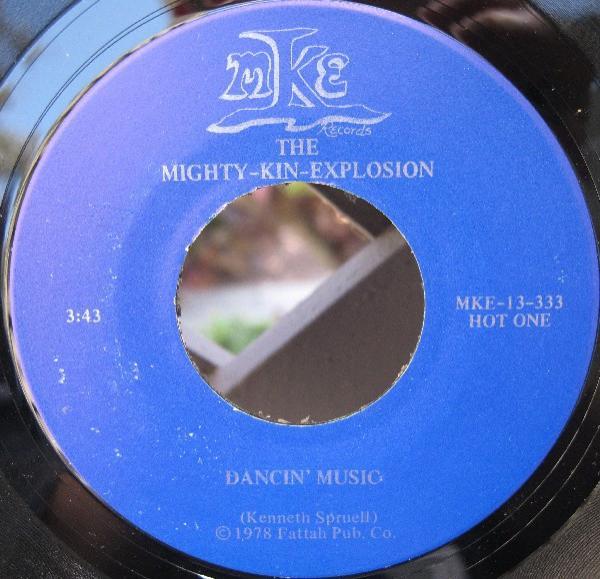 MKE
Records
THE
MIGHTY-KIN-EXPLOSION
3:43
MKE-13-333
HOT ONE
DANCIN' MUSIC
(Kenneth Spruell)
©1978 Fattah Pub. Co.